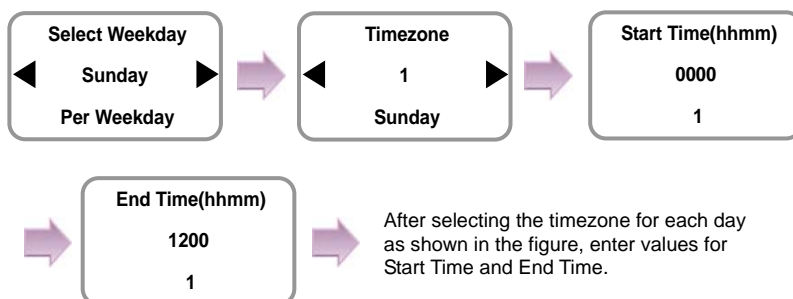 Select Weekday
Sunday
Per Weekday
Timezone
1
Sunday
Start Time(hhmm)
0000
1
End Time(hhmm)
1200
1
After selecting the timezone for each day
as shown in the figure, enter values for
Start Time and End Time.